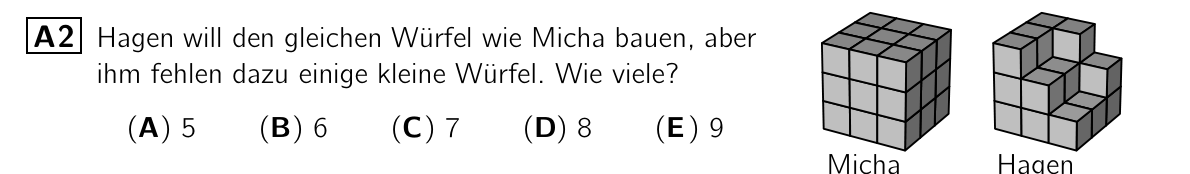 A2 Hagen will den gleichen Würfel wie Micha bauen, aber
ihm fehlen dazu einige kleine Würfel. Wie viele?
(A) 5 (B) 6 (C) 7 (D) 8 (E) 9
Micha Hagen